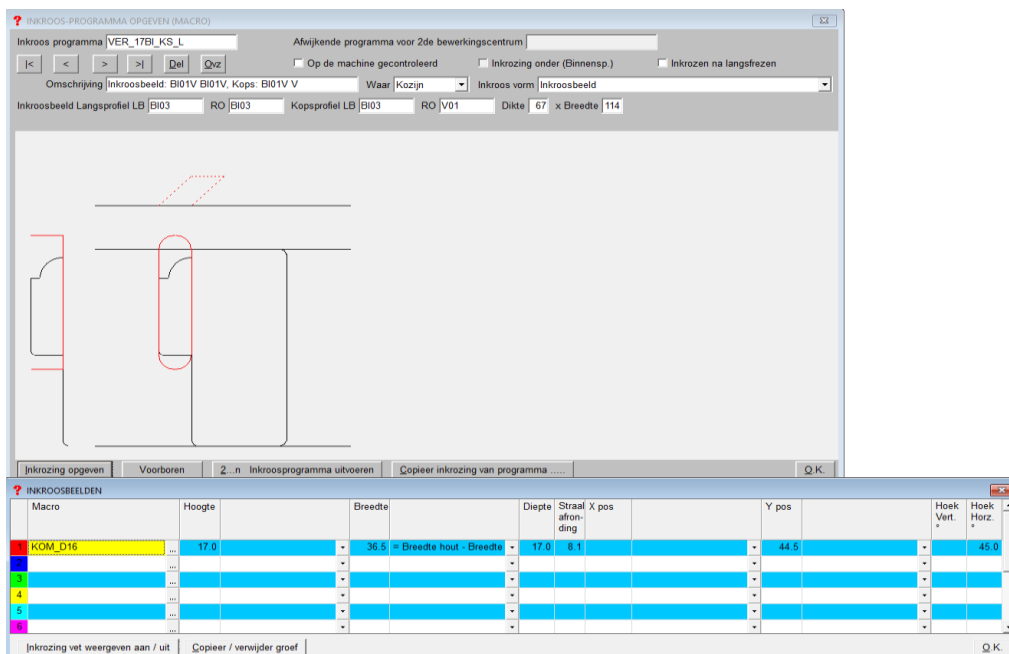 ? INKROOS-PROGRAMMA OPGEVEN (MACRO)
Inkroos programma VER_17BI_KS_L Afwijkende programma voor 2de bewerkingscentrum
|< < > >| Del Ovz Op de machine gecontroleerd Inkrozing onder (Binnensp.) Inkrozen na langsfrezen
Omschrijving Inkroosbeeld: BI01V BI01V, Kops: BI01V V Waar Kozijn Inkroos vorm Inkroosbeeld
Inkroosbeeld Langsprofiel LB BI03 RO BI03 Kopsprofiel LB BI03 RO V01 Dikte 67 x Breedte 114
Inkrozing opgeven Voorboren 2...n Inkroosprogramma uitvoeren Copieer inkrozing van programma ..... O.K.
? INKROOSBEELDEN
Macro Hoogte Breedte Diepte Straal afron- ding X pos Y pos Hoek Vert. ° Hoek Horz. °
1 KOM_D16 ... 17.0 36.5 = Breedte hout - Breedte 17.0 8.1 44.5 45.0
2 ...
3 ...
4 ...
5 ...
6 ...
Inkrozing vet weergeven aan / uit Copieer / verwijder groef O.K.